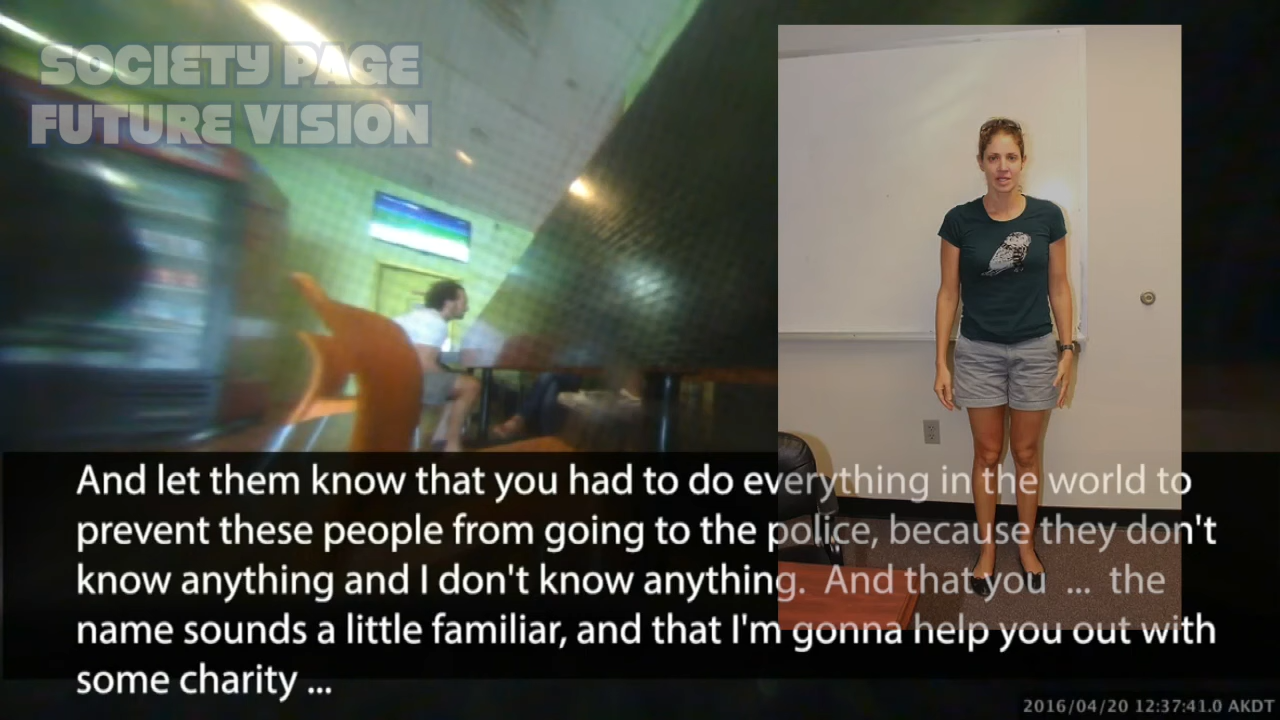 SOCIETY PAGE
FUTURE VISION
And let them know that you had to do everything in the world to
prevent these people from going to the police, because they don't
know anything and I don't know anything.  And that you  ...  the
name sounds a little familiar, and that I'm gonna help you out with
some charity ...
2016/04/20 12:37:41.0 AKDT